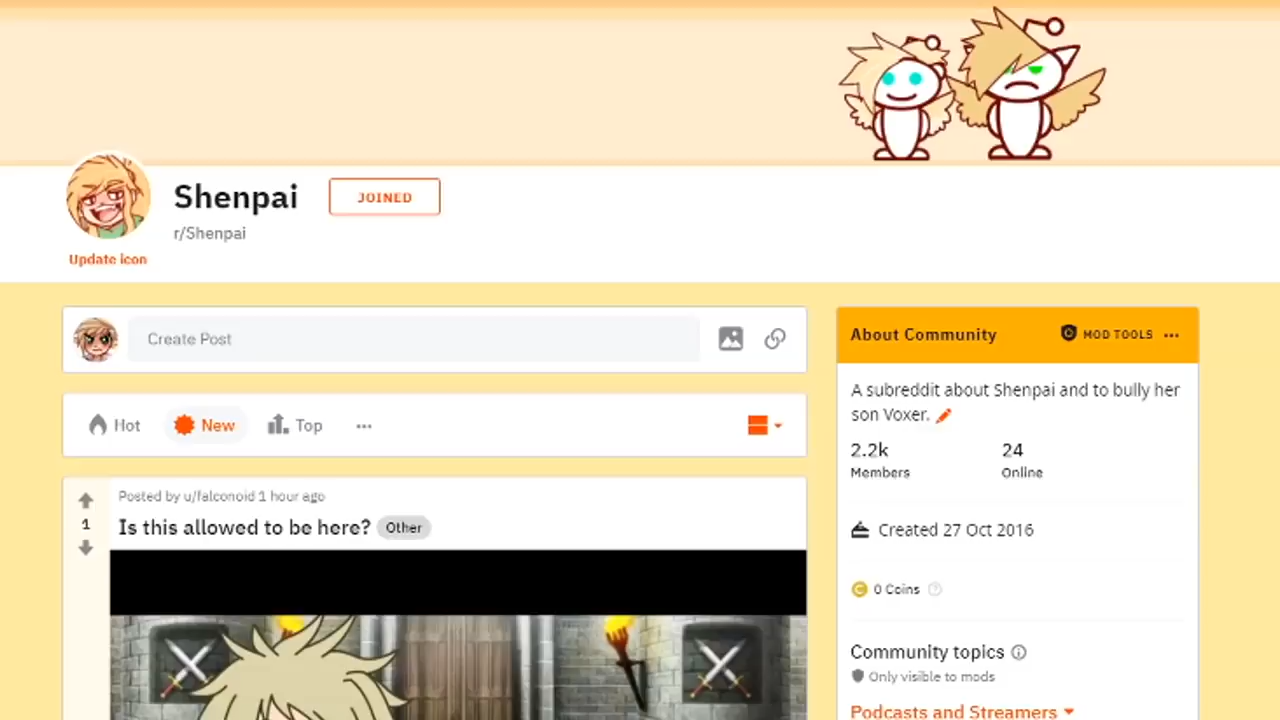 Shenpai
JOINED
r/Shenpai
Update icon
Create Post
Hot
New
Top
Posted by u/falconoid 1 hour ago
1
Is this allowed to be here? Other
About Community
MOD TOOLS
A subreddit about Shenpai and to bully her
son Voxer.
2.2k
24
Members
Online
Created 27 Oct 2016
0 Coins
Community topics
Only visible to mods
Podcasts and Streamers